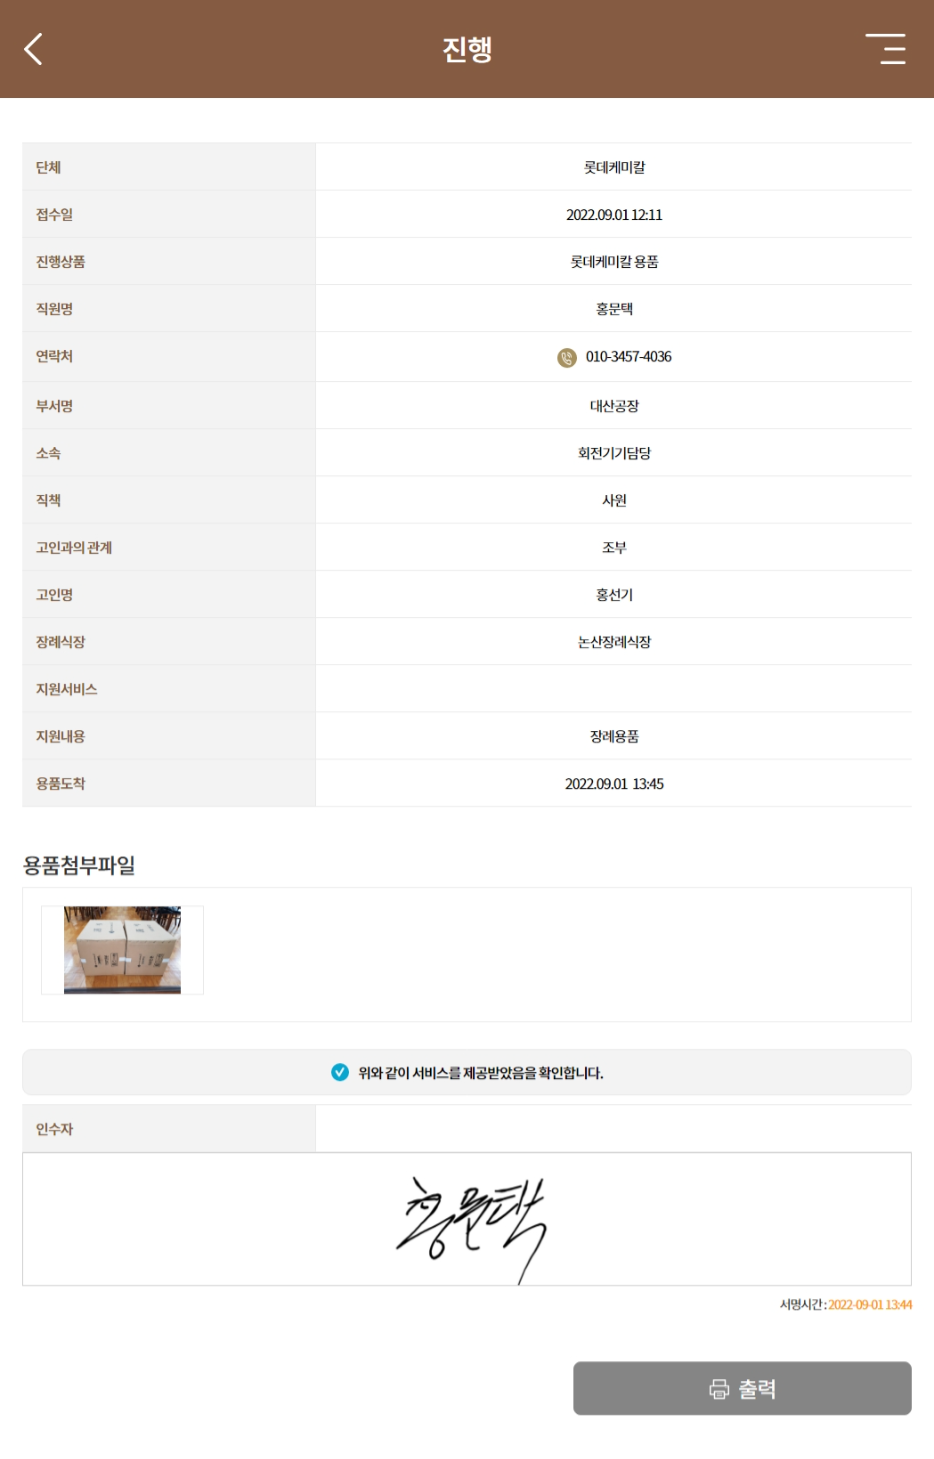 진행
단체 롯데케미칼
접수일 2022.09.01 12:11
진행상품 롯데케미칼 용품
직원명 홍문택
연락처 010-3457-4036
부서명 대산공장
소속 회전기기담당
직책 사원
고인과의 관계 조부
고인명 홍선기
장례식장 논산장례식장
지원서비스
지원내용 장례용품
용품도착 2022.09.01 13:45
용품첨부파일
위와 같이 서비스를 제공받았음을 확인합니다.
인수자
홍문택
서명시간 : 2022-09-01 13:44
출력